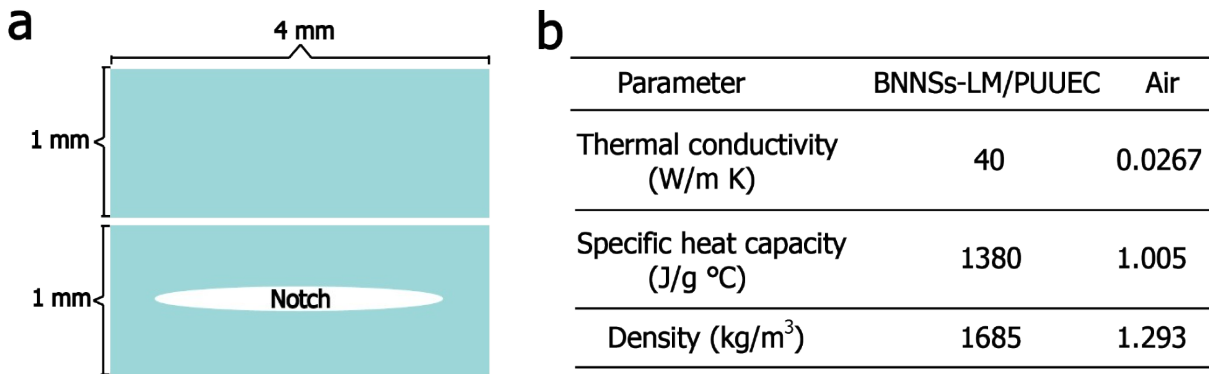 a
4 mm
1 mm
1 mm
Notch
b
Parameter BNNSs-LM/PUUEC Air
Thermal conductivity
(W/m K) 40 0.0267
Specific heat capacity
(J/g °C) 1380 1.005
Density (kg/m³) 1685 1.293